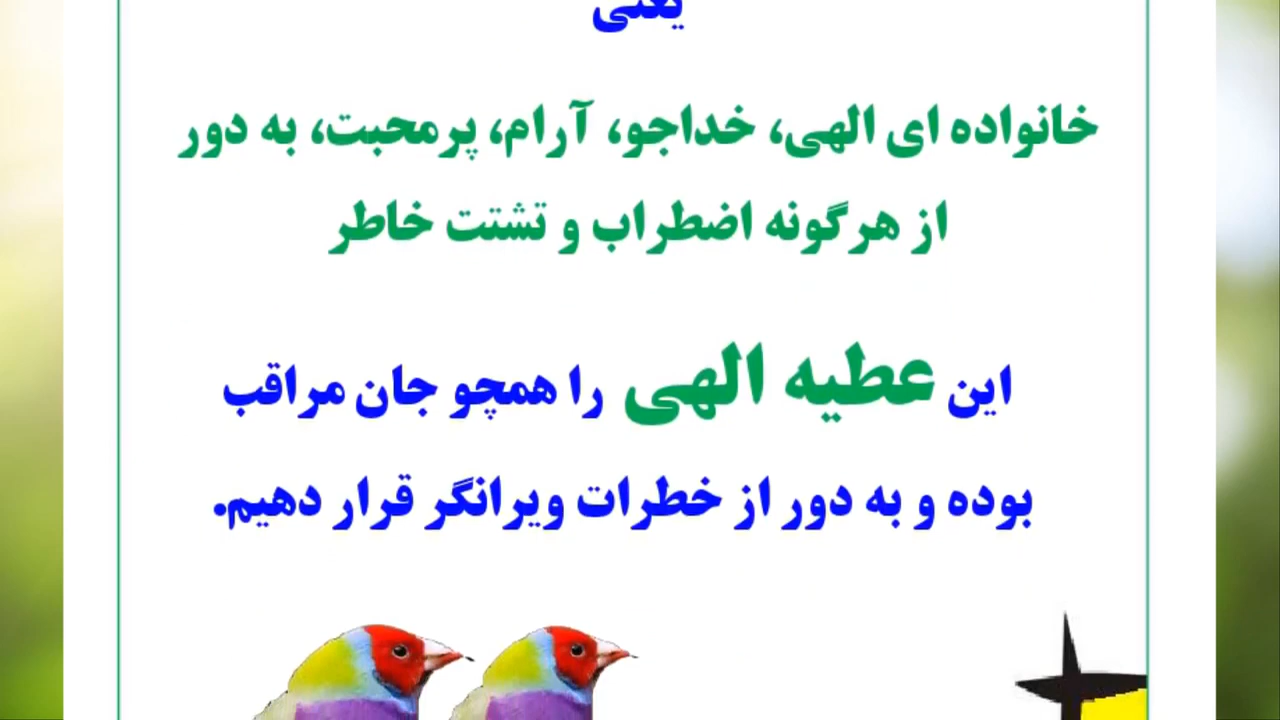 یعنی
خانواده ای الهی، خداجو، آرام، پرمحبت، به دور
از هرگونه اضطراب و تشتت خاطر
این عطیه الهی را همچو جان مراقب
بوده و به دور از خطرات ویرانگر قرار دهیم.